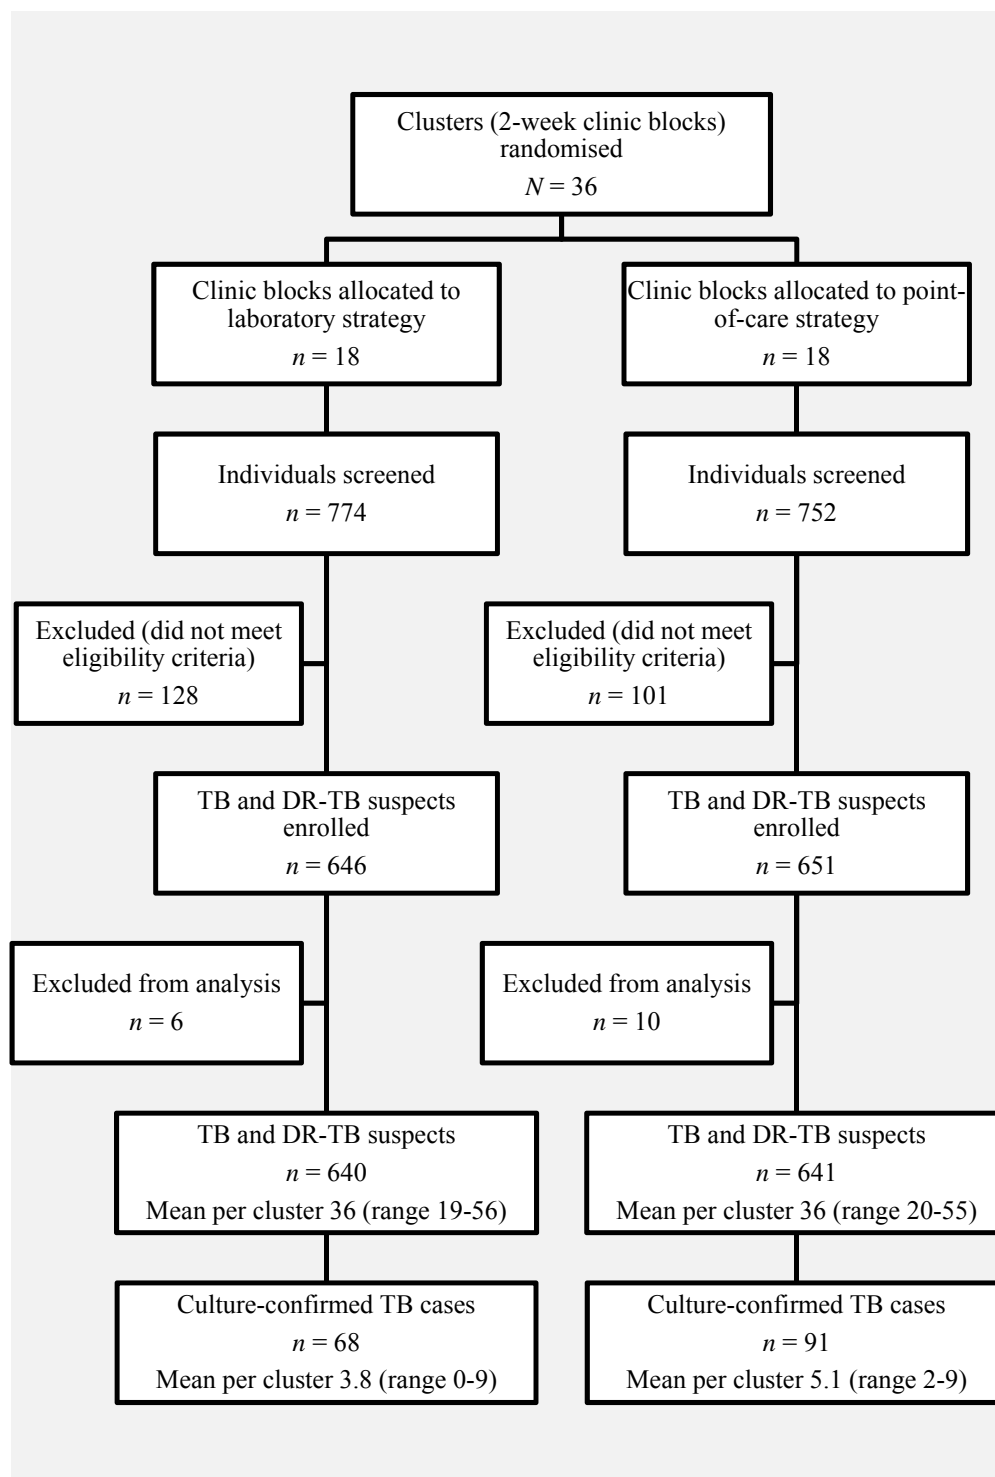 Clusters (2-week clinic blocks)
randomised
N = 36
Clinic blocks allocated to
laboratory strategy
n = 18
Clinic blocks allocated to point-
of-care strategy
n = 18
Individuals screened
n = 774
Individuals screened
n = 752
Excluded (did not meet
eligibility criteria)
n = 128
Excluded (did not meet
eligibility criteria)
n = 101
TB and DR-TB suspects
enrolled
n = 646
TB and DR-TB suspects
enrolled
n = 651
Excluded from analysis
n = 6
Excluded from analysis
n = 10
TB and DR-TB suspects
n = 640
Mean per cluster 36 (range 19-56)
TB and DR-TB suspects
n = 641
Mean per cluster 36 (range 20-55)
Culture-confirmed TB cases
n = 68
Mean per cluster 3.8 (range 0-9)
Culture-confirmed TB cases
n = 91
Mean per cluster 5.1 (range 2-9)